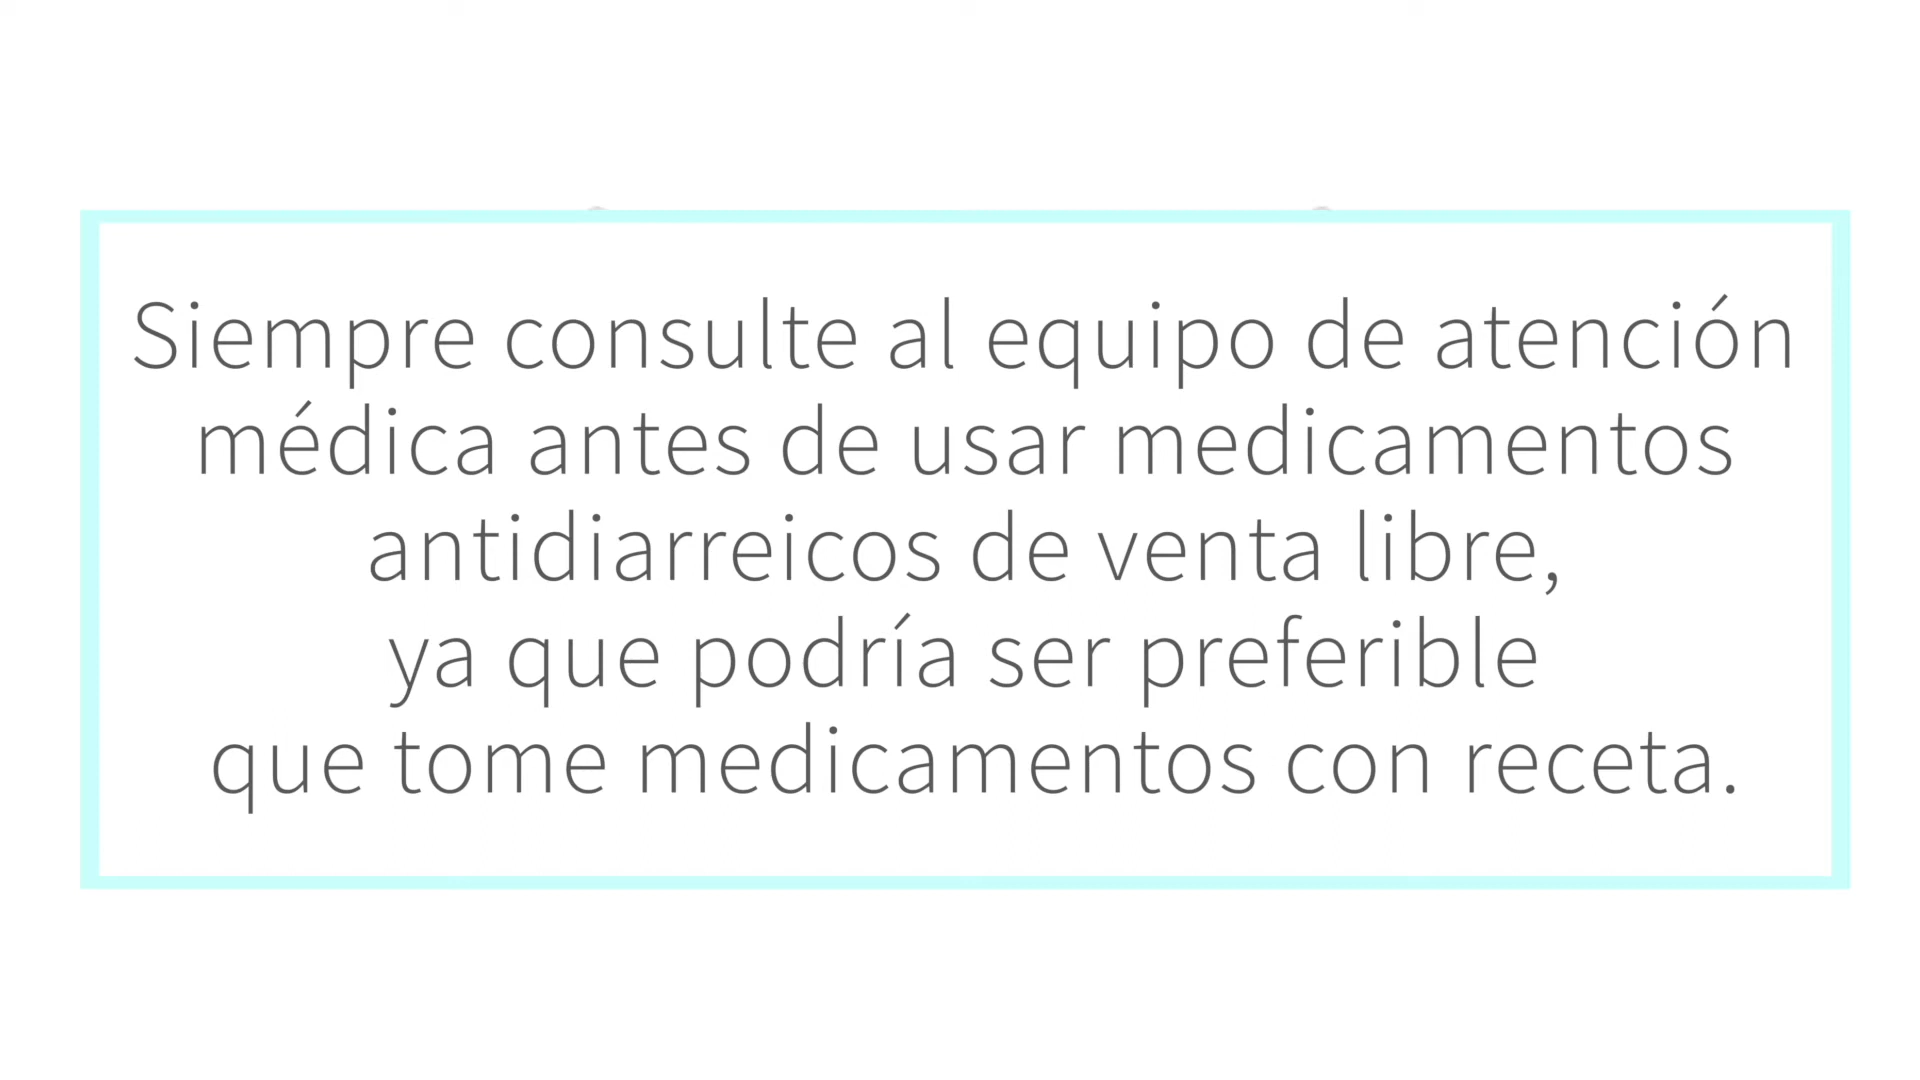 Siempre consulte al equipo de atención
médica antes de usar medicamentos
antidiarreicos de venta libre,
ya que podría ser preferible
que tome medicamentos con receta.